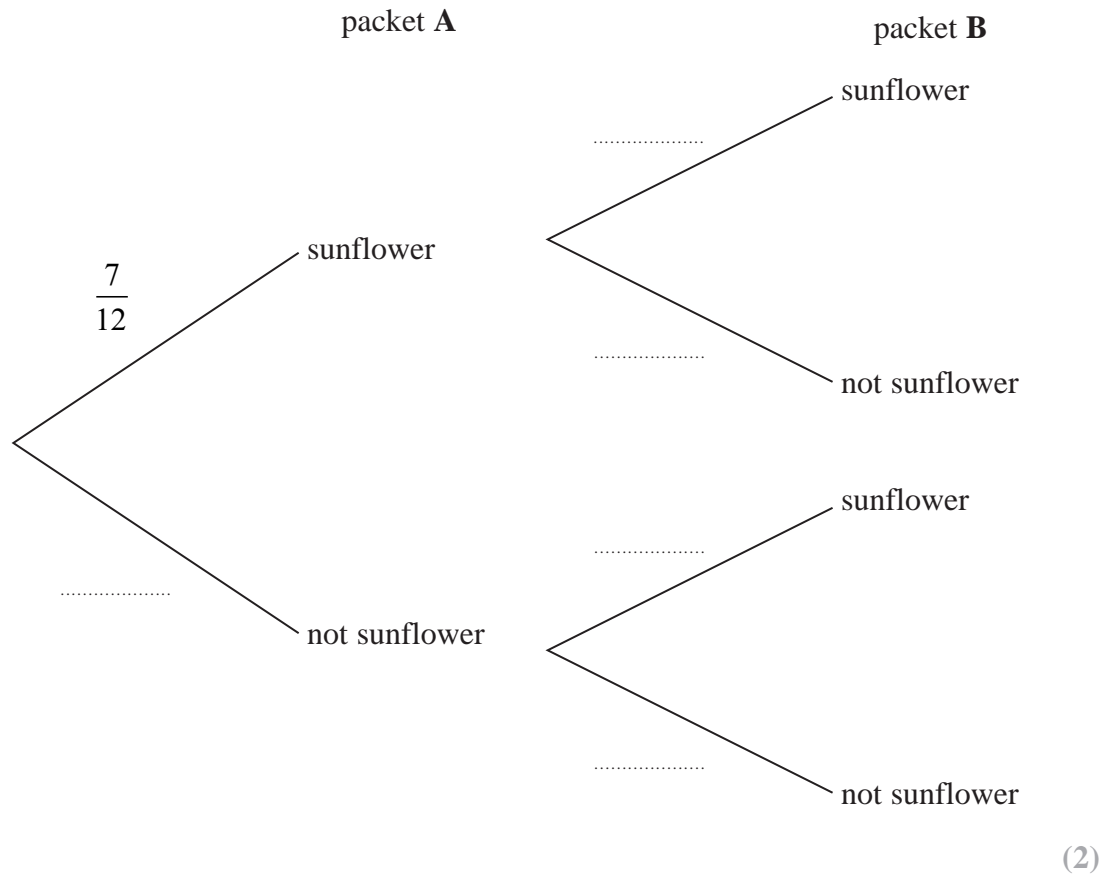 packet A
packet B
sunflower
....................
sunflower
7
12
....................
not sunflower
sunflower
....................
....................
not sunflower
....................
not sunflower
(2)